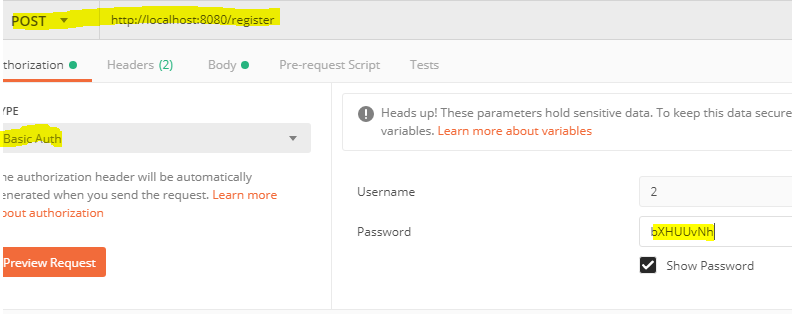 POST http://localhost:8080/register
thorization Headers (2) Body Pre-request Script Tests
YPE
Basic Auth
ne authorization header will be automatically
enerated when you send the request. Learn more
bout authorization
Preview Request
Heads up! These parameters hold sensitive data. To keep this data secure
variables. Learn more about variables
Username 2
Password bXHUUvNh
Show Password